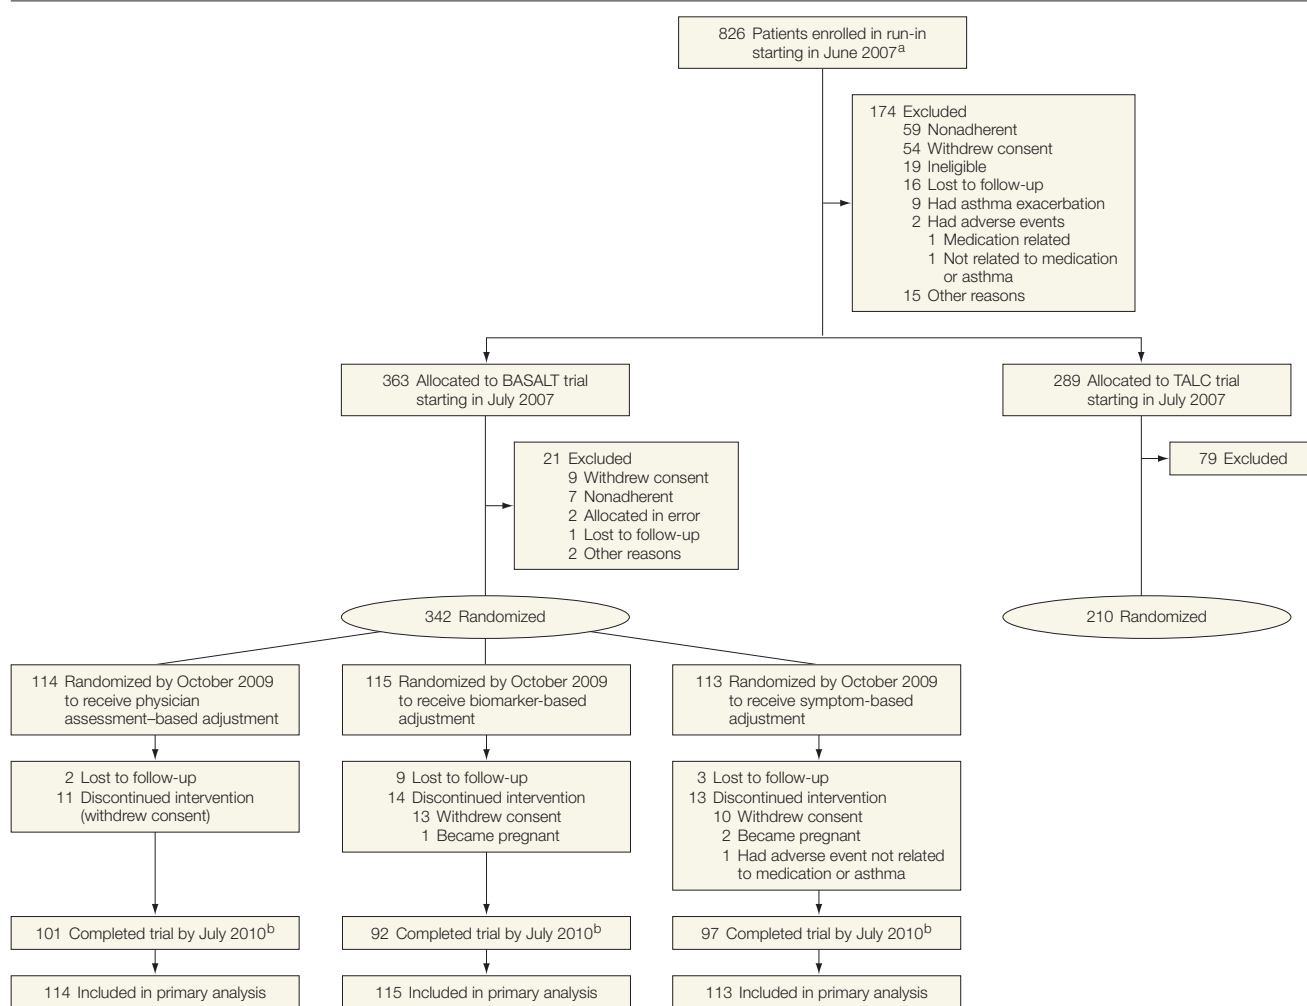 826 Patients enrolled in run-in
starting in June 2007a
174 Excluded
59 Nonadherent
54 Withdrew consent
19 Ineligible
16 Lost to follow-up
9 Had asthma exacerbation
2 Had adverse events
1 Medication related
1 Not related to medication
or asthma
15 Other reasons
363 Allocated to BASALT trial
starting in July 2007
289 Allocated to TALC trial
starting in July 2007
21 Excluded
9 Withdrew consent
7 Nonadherent
2 Allocated in error
1 Lost to follow-up
2 Other reasons
79 Excluded
342 Randomized
210 Randomized
114 Randomized by October 2009
to receive physician
assessment–based adjustment
115 Randomized by October 2009
to receive biomarker-based
adjustment
113 Randomized by October 2009
to receive symptom-based
adjustment
2 Lost to follow-up
11 Discontinued intervention
(withdrew consent)
9 Lost to follow-up
14 Discontinued intervention
13 Withdrew consent
1 Became pregnant
3 Lost to follow-up
13 Discontinued intervention
10 Withdrew consent
2 Became pregnant
1 Had adverse event not related
to medication or asthma
101 Completed trial by July 2010b
92 Completed trial by July 2010b
97 Completed trial by July 2010b
114 Included in primary analysis
115 Included in primary analysis
113 Included in primary analysis